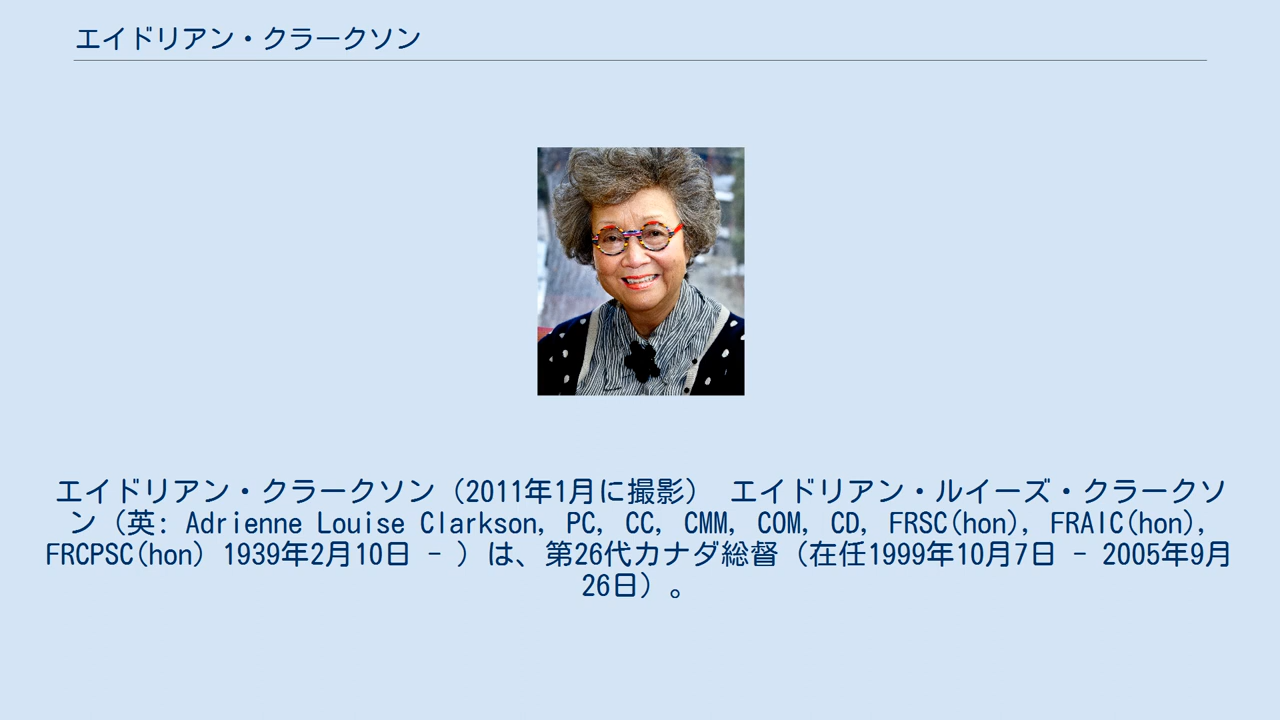 エイドリアン・クラークソン
エイドリアン・クラークソン（2011年1月に撮影） エイドリアン・ルイーズ・クラークソ
ン（英: Adrienne Louise Clarkson, PC, CC, CMM, COM, CD, FRSC(hon), FRAIC(hon),
FRCPSC(hon) 1939年2月10日 - ）は、第26代カナダ総督（在任1999年10月7日 - 2005年9月
26日）。